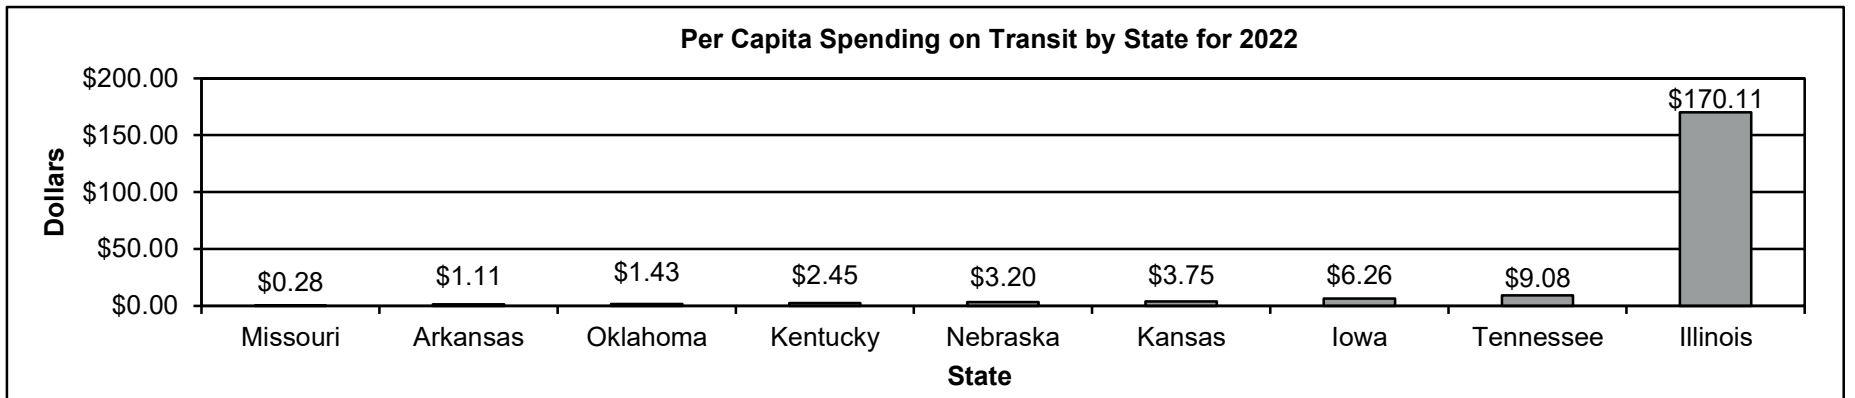 Per Capita Spending on Transit by State for 2022
$200.00
$150.00
$100.00
$50.00
$0.00
Dollars
$0.28
$1.11
$1.43
$2.45
$3.20
$3.75
$6.26
$9.08
$170.11
Missouri
Arkansas
Oklahoma
Kentucky
Nebraska
Kansas
Iowa
Tennessee
Illinois
State